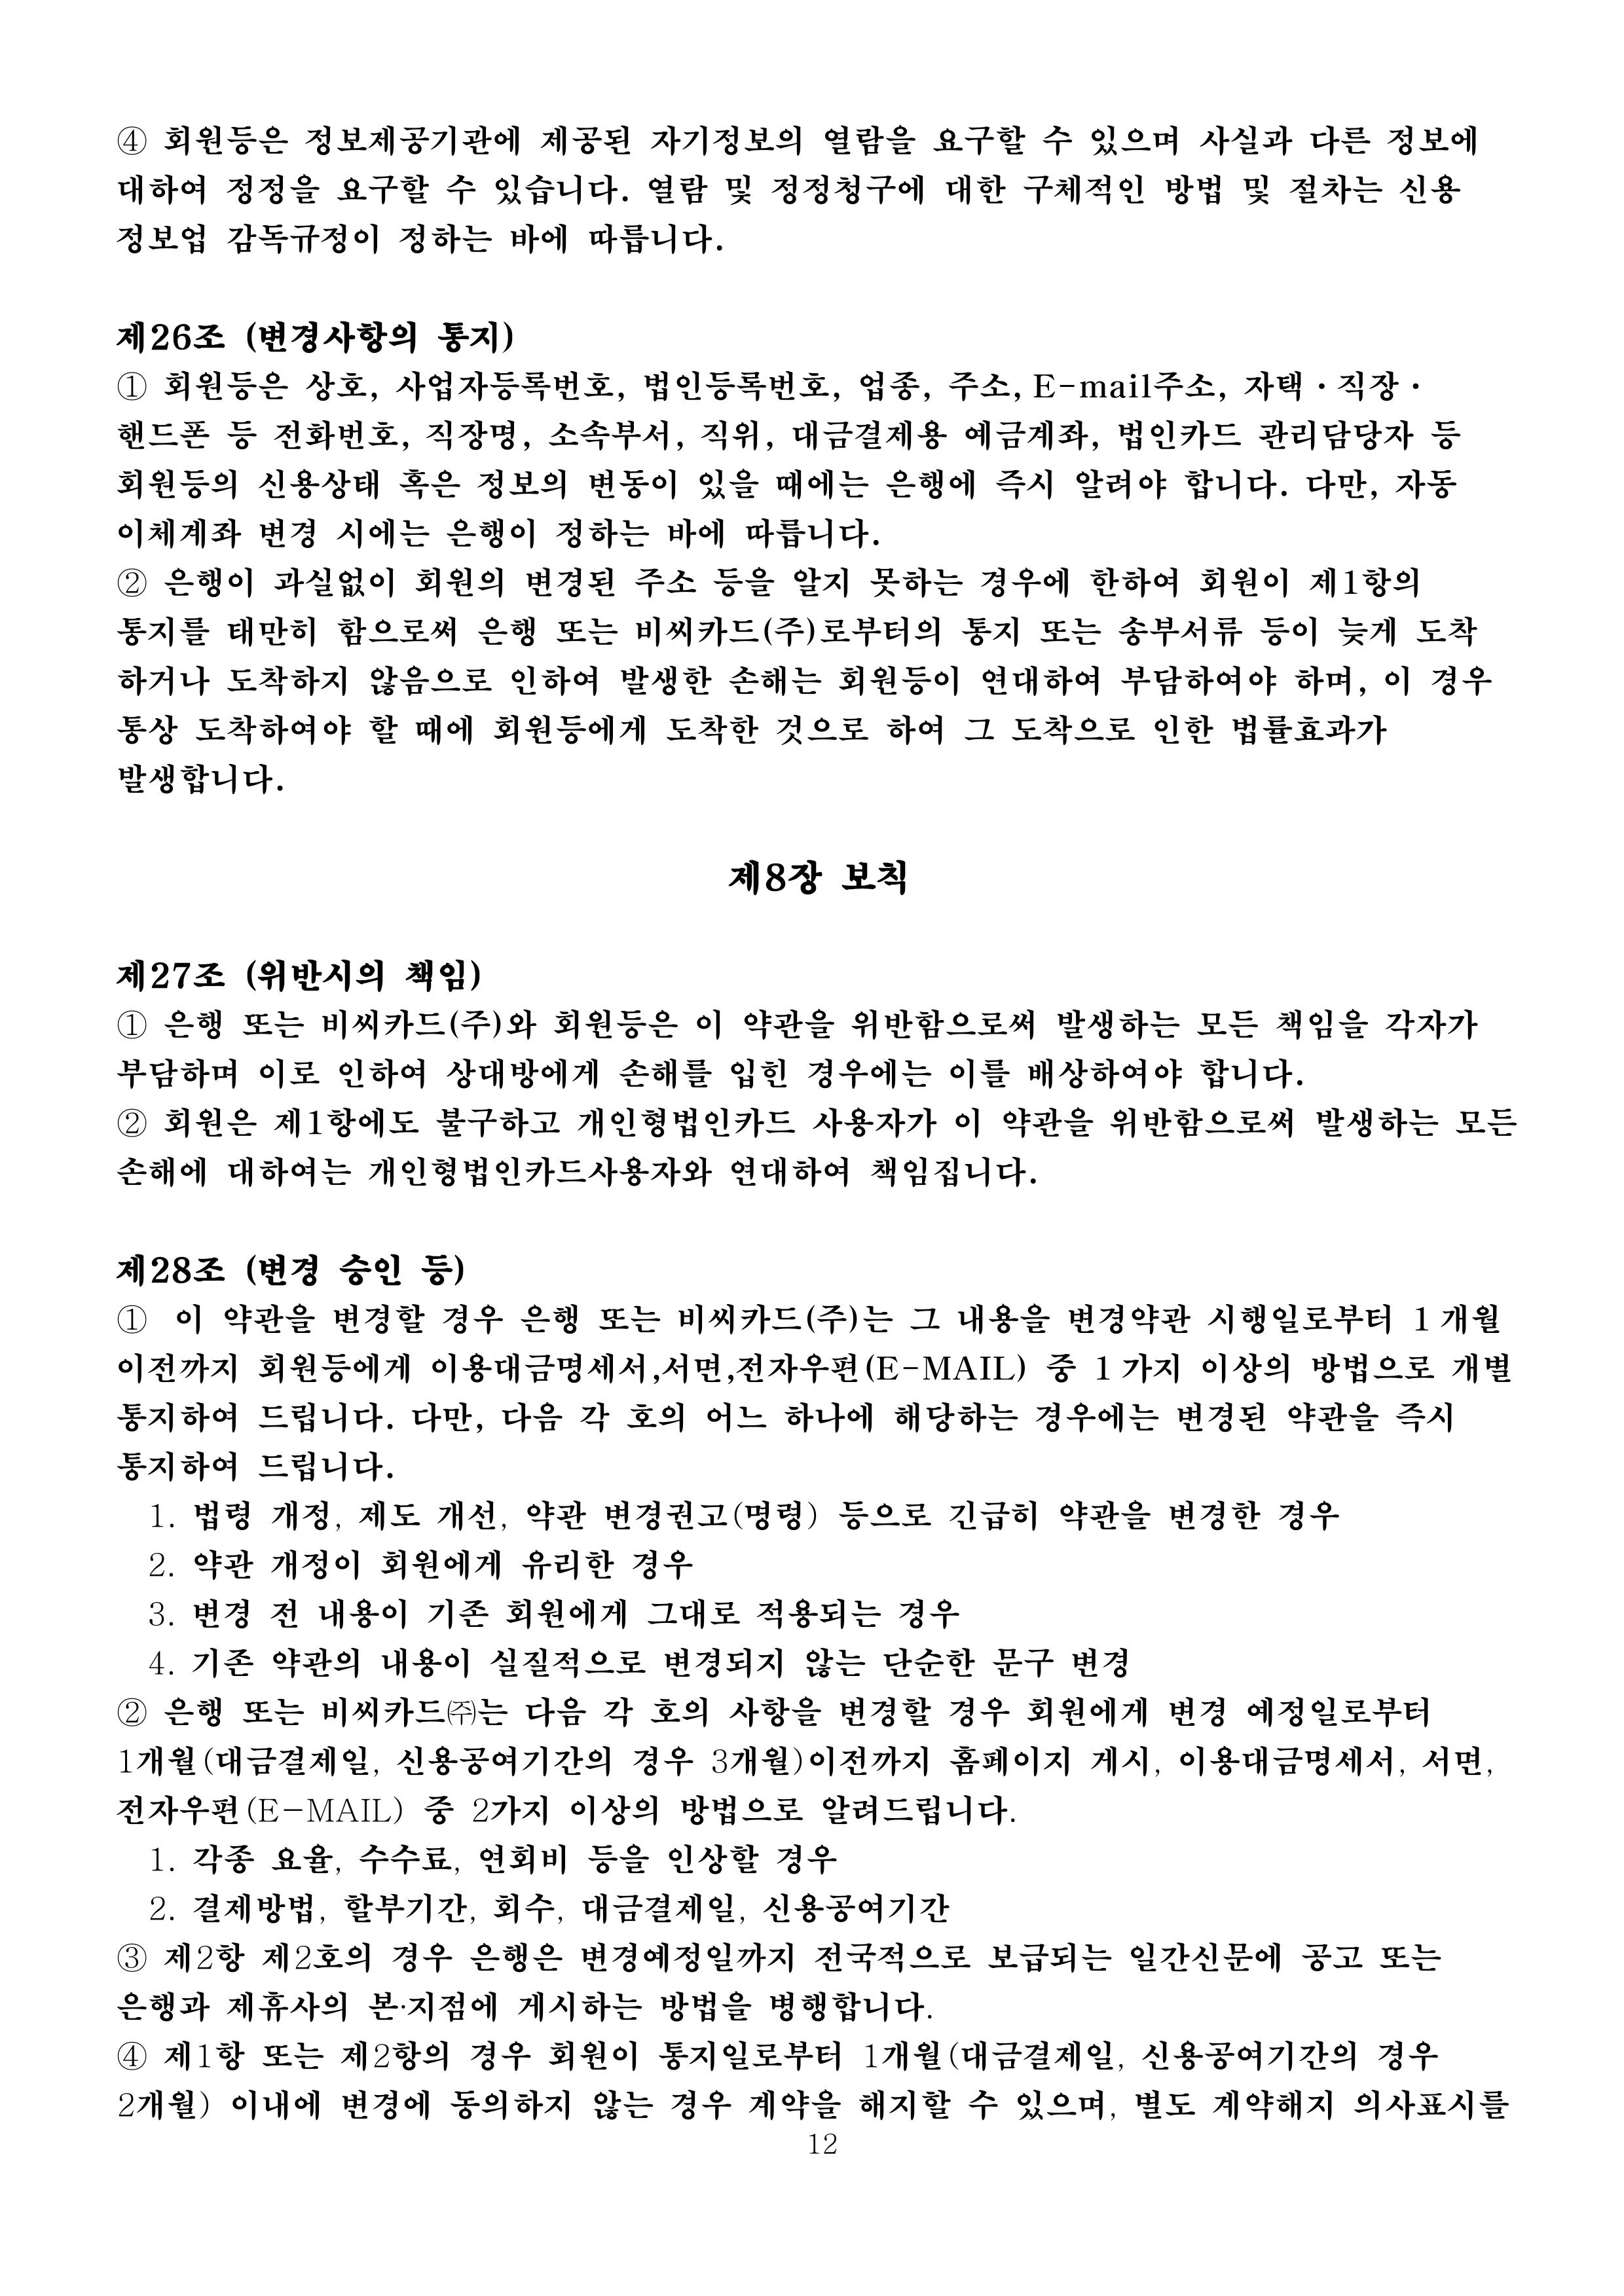 ④ 회원등은 정보제공기관에 제공된 자기정보의 열람을 요구할 수 있으며 사실과 다른 정보에
대하여 정정을 요구할 수 있습니다. 열람 및 정정청구에 대한 구체적인 방법 및 절차는 신용
정보업 감독규정이 정하는 바에 따릅니다.
제26조 (변경사항의 통지)
① 회원등은 상호, 사업자등록번호, 법인등록번호, 업종, 주소, E-mail주소, 자택·직장·
핸드폰 등 전화번호, 직장명, 소속부서, 직위, 대금결제용 예금계좌, 법인카드 관리담당자 등
회원등의 신용상태 혹은 정보의 변동이 있을 때에는 은행에 즉시 알려야 합니다. 다만, 자동
이체계좌 변경 시에는 은행이 정하는 바에 따릅니다.
② 은행이 과실없이 회원의 변경된 주소 등을 알지 못하는 경우에 한하여 회원이 제1항의
통지를 태만히 함으로써 은행 또는 비씨카드(주)로부터의 통지 또는 송부서류 등이 늦게 도착
하거나 도착하지 않음으로 인하여 발생한 손해는 회원등이 연대하여 부담하여야 하며, 이 경우
통상 도착하여야 할 때에 회원등에게 도착한 것으로 하여 그 도착으로 인한 법률효과가
발생합니다.
제8장 보칙
제27조 (위반시의 책임)
① 은행 또는 비씨카드(주)와 회원등은 이 약관을 위반함으로써 발생하는 모든 책임을 각자가
부담하며 이로 인하여 상대방에게 손해를 입힌 경우에는 이를 배상하여야 합니다.
② 회원은 제1항에도 불구하고 개인형법인카드 사용자가 이 약관을 위반함으로써 발생하는 모든
손해에 대하여는 개인형법인카드사용자와 연대하여 책임집니다.
제28조 (변경 승인 등)
① 이 약관을 변경할 경우 은행 또는 비씨카드(주)는 그 내용을 변경약관 시행일로부터 1 개월
이전까지 회원등에게 이용대금명세서,서면,전자우편(E-MAIL) 중 1 가지 이상의 방법으로 개별
통지하여 드립니다. 다만, 다음 각 호의 어느 하나에 해당하는 경우에는 변경된 약관을 즉시
통지하여 드립니다.
1. 법령 개정, 제도 개선, 약관 변경권고(명령) 등으로 긴급히 약관을 변경한 경우
2. 약관 개정이 회원에게 유리한 경우
3. 변경 전 내용이 기존 회원에게 그대로 적용되는 경우
4. 기존 약관의 내용이 실질적으로 변경되지 않는 단순한 문구 변경
② 은행 또는 비씨카드㈜는 다음 각 호의 사항을 변경할 경우 회원에게 변경 예정일로부터
1개월(대금결제일, 신용공여기간의 경우 3개월)이전까지 홈페이지 게시, 이용대금명세서, 서면,
전자우편(E-MAIL) 중 2가지 이상의 방법으로 알려드립니다.
1. 각종 요율, 수수료, 연회비 등을 인상할 경우
2. 결제방법, 할부기간, 회수, 대금결제일, 신용공여기간
③ 제2항 제2호의 경우 은행은 변경예정일까지 전국적으로 보급되는 일간신문에 공고 또는
은행과 제휴사의 본·지점에 게시하는 방법을 병행합니다.
④ 제1항 또는 제2항의 경우 회원이 통지일로부터 1개월(대금결제일, 신용공여기간의 경우
2개월) 이내에 변경에 동의하지 않는 경우 계약을 해지할 수 있으며, 별도 계약해지 의사표시를
12